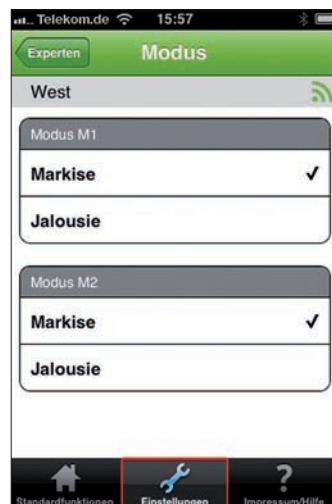 Telekom.de 15:57
Experten Modus
West
Modus M1
Markise ✓
Jalousie
Modus M2
Markise ✓
Jalousie
Standardfunktionen Einstellungen Impressum/Hilfe